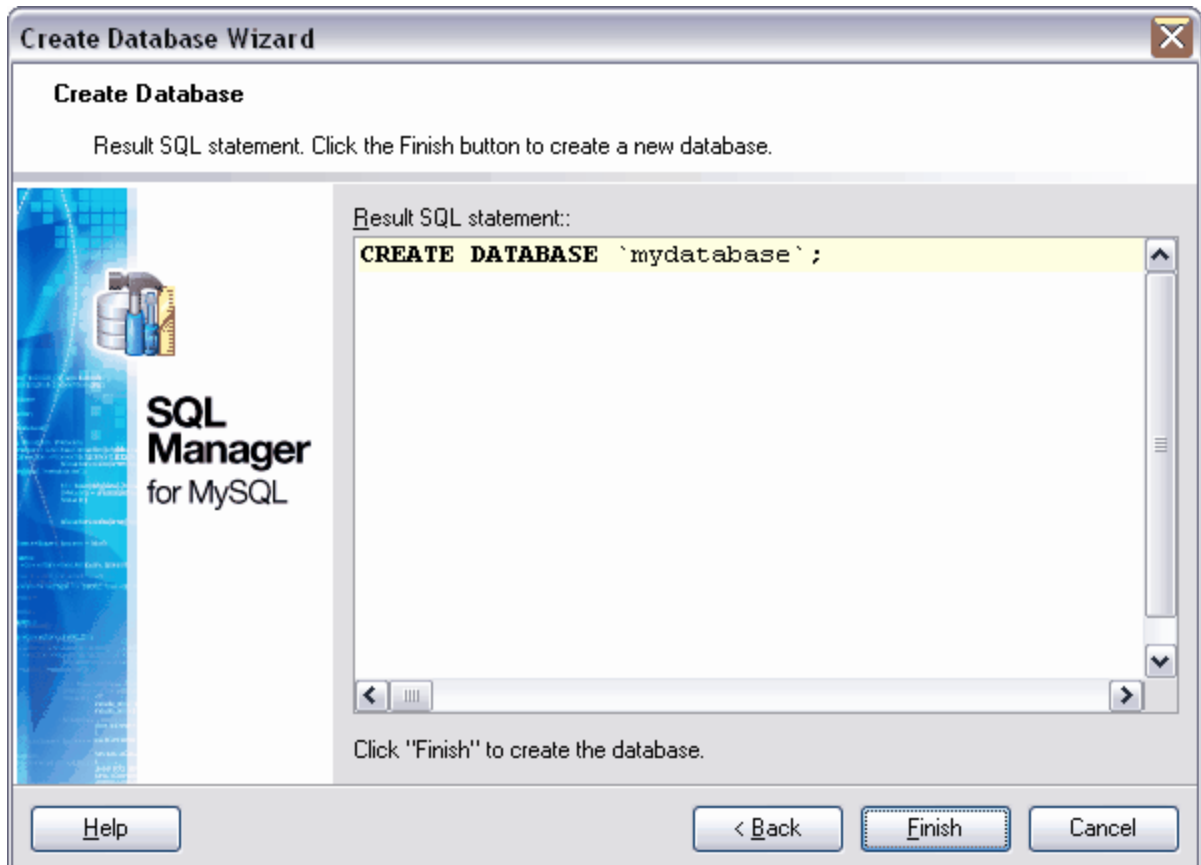 Create Database Wizard
Create Database
Result SQL statement. Click the Finish button to create a new database.
Result SQL statement::
CREATE DATABASE `mydatabase`;
SQL
Manager
for MySQL
Click "Finish" to create the database.
Help
< Back
Finish
Cancel